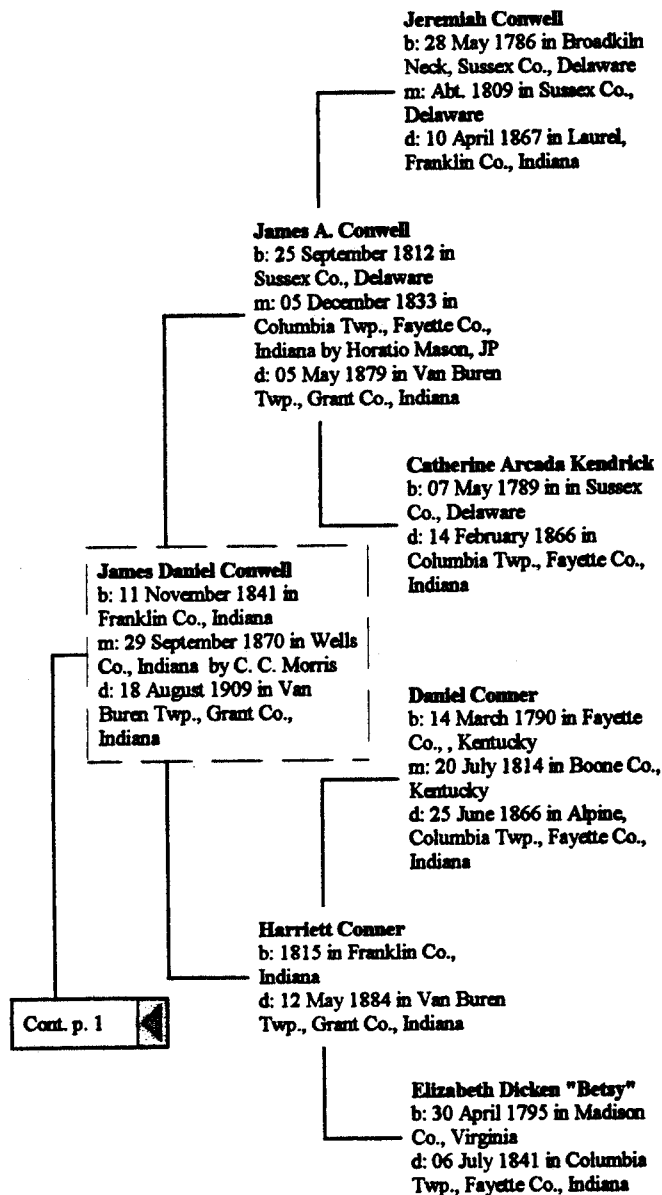 Jeremiah Conwell
b: 28 May 1786 in Broadkiln
Neck, Sussex Co., Delaware
m: Abt. 1809 in Sussex Co.,
Delaware
d: 10 April 1867 in Laurel,
Franklin Co., Indiana
James A. Conwell
b: 25 September 1812 in
Sussex Co., Delaware
m: 05 December 1833 in
Columbia Twp., Fayette Co.,
Indiana by Horatio Mason, JP
d: 05 May 1879 in Van Buren
Twp., Grant Co., Indiana
Catherine Arcada Kendrick
b: 07 May 1789 in in Sussex
Co., Delaware
d: 14 February 1866 in
Columbia Twp., Fayette Co.,
Indiana
James Daniel Conwell
b: 11 November 1841 in
Franklin Co., Indiana
m: 29 September 1870 in Wells
Co., Indiana by C. C. Morris
d: 18 August 1909 in Van
Buren Twp., Grant Co.,
Indiana
Daniel Conner
b: 14 March 1790 in Fayette
Co., , Kentucky
m: 20 July 1814 in Boone Co.,
Kentucky
d: 25 June 1866 in Alpine,
Columbia Twp., Fayette Co.,
Indiana
Harriett Conner
b: 1815 in Franklin Co.,
Indiana
d: 12 May 1884 in Van Buren
Twp., Grant Co., Indiana
Cont. p. 1
Elizabeth Dicken "Betsy"
b: 30 April 1795 in Madison
Co., Virginia
d: 06 July 1841 in Columbia
Twp., Fayette Co., Indiana